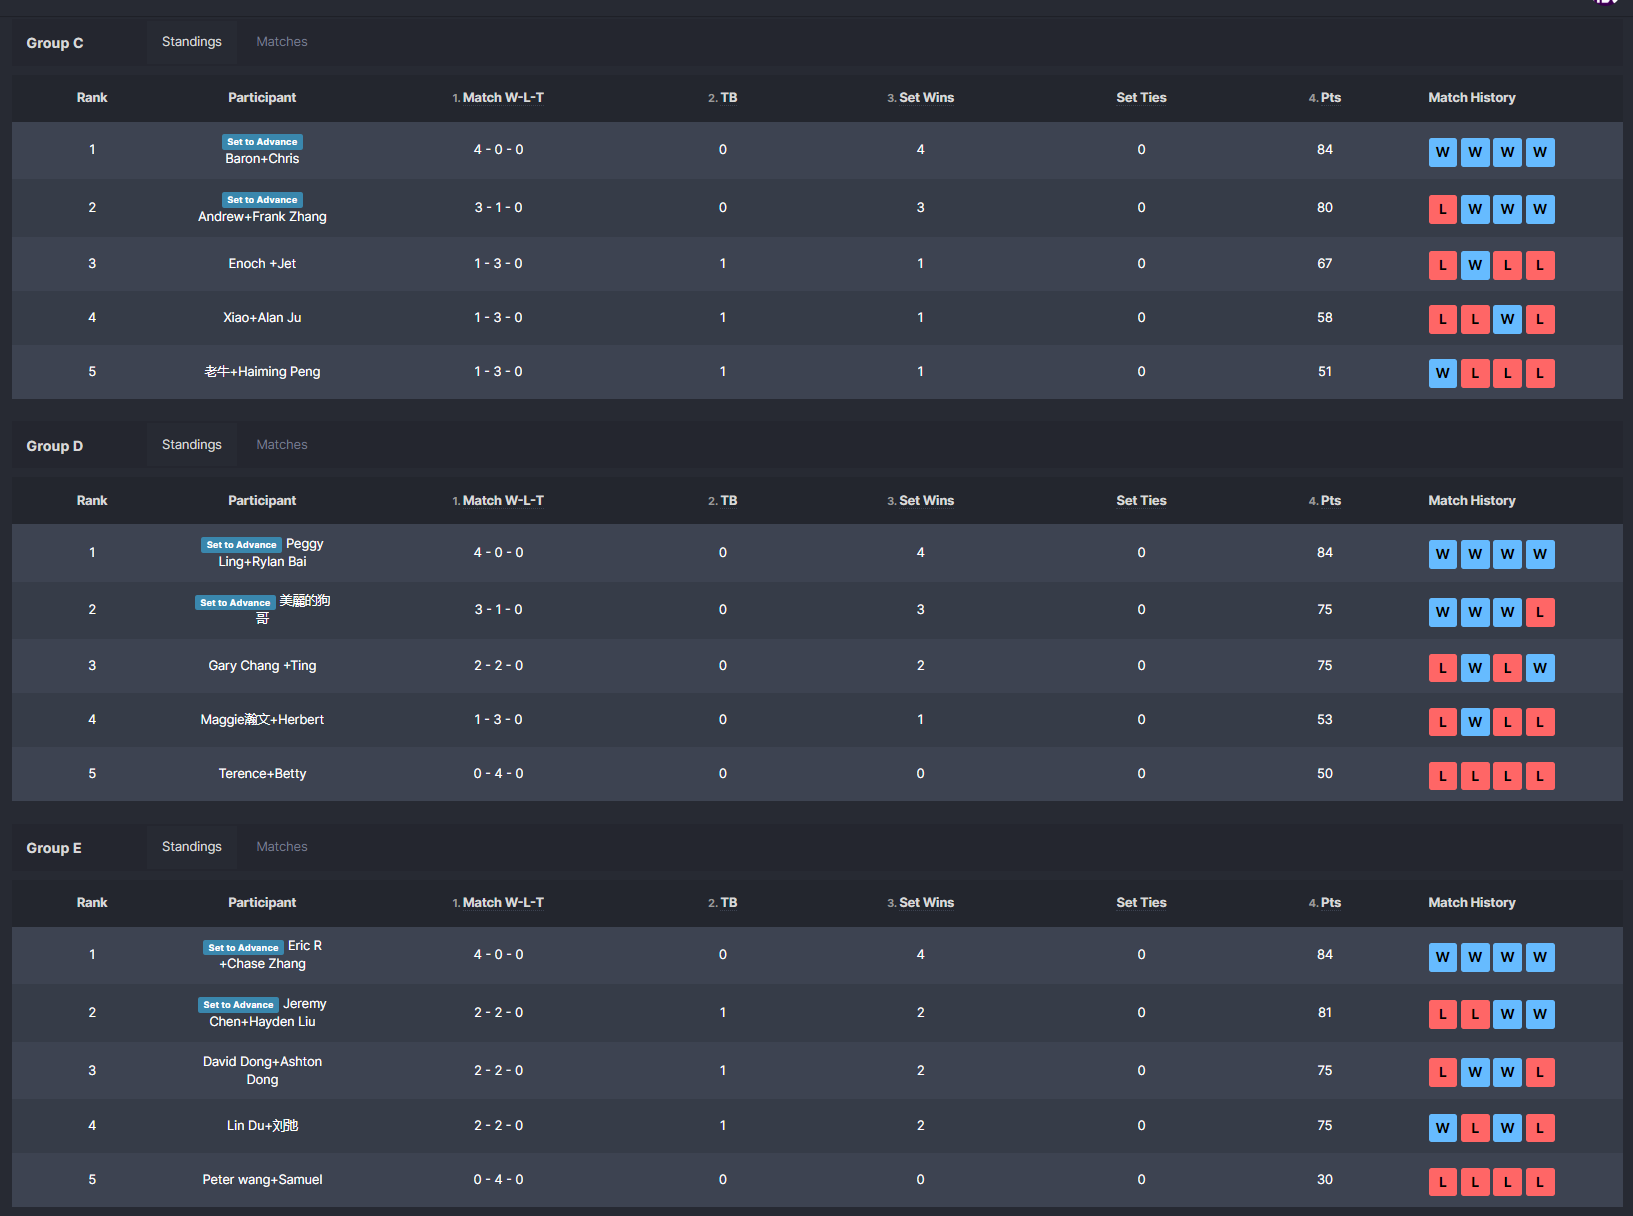 Group C Standings Matches
Rank Participant 1. Match W-L-T 2. TB 3. Set Wins Set Ties 4. Pts Match History
1 Set to Advance Baron+Chris 4 - 0 - 0 0 4 0 84 W W W W
2 Set to Advance Andrew+Frank Zhang 3 - 1 - 0 0 3 0 80 L W W W
3 Enoch +Jet 1 - 3 - 0 1 1 0 67 L W L L
4 Xiao+Alan Ju 1 - 3 - 0 1 1 0 58 L L W L
5 老牛+Haiming Peng 1 - 3 - 0 1 1 0 51 W L L L
Group D Standings Matches
Rank Participant 1. Match W-L-T 2. TB 3. Set Wins Set Ties 4. Pts Match History
1 Set to Advance Peggy Ling+Rylan Bai 4 - 0 - 0 0 4 0 84 W W W W
2 Set to Advance 美麗的狗哥 3 - 1 - 0 0 3 0 75 W W W L
3 Gary Chang +Ting 2 - 2 - 0 0 2 0 75 L W L W
4 Maggie瀚文+Herbert 1 - 3 - 0 0 1 0 53 L W L L
5 Terence+Betty 0 - 4 - 0 0 0 0 50 L L L L
Group E Standings Matches
Rank Participant 1. Match W-L-T 2. TB 3. Set Wins Set Ties 4. Pts Match History
1 Set to Advance Eric R +Chase Zhang 4 - 0 - 0 0 4 0 84 W W W W
2 Set to Advance Jeremy Chen+Hayden Liu 2 - 2 - 0 1 2 0 81 L L W W
3 David Dong+Ashton Dong 2 - 2 - 0 1 2 0 75 L W W L
4 Lin Du+刘弛 2 - 2 - 0 1 2 0 75 W L W L
5 Peter wang+Samuel 0 - 4 - 0 0 0 0 30 L L L L